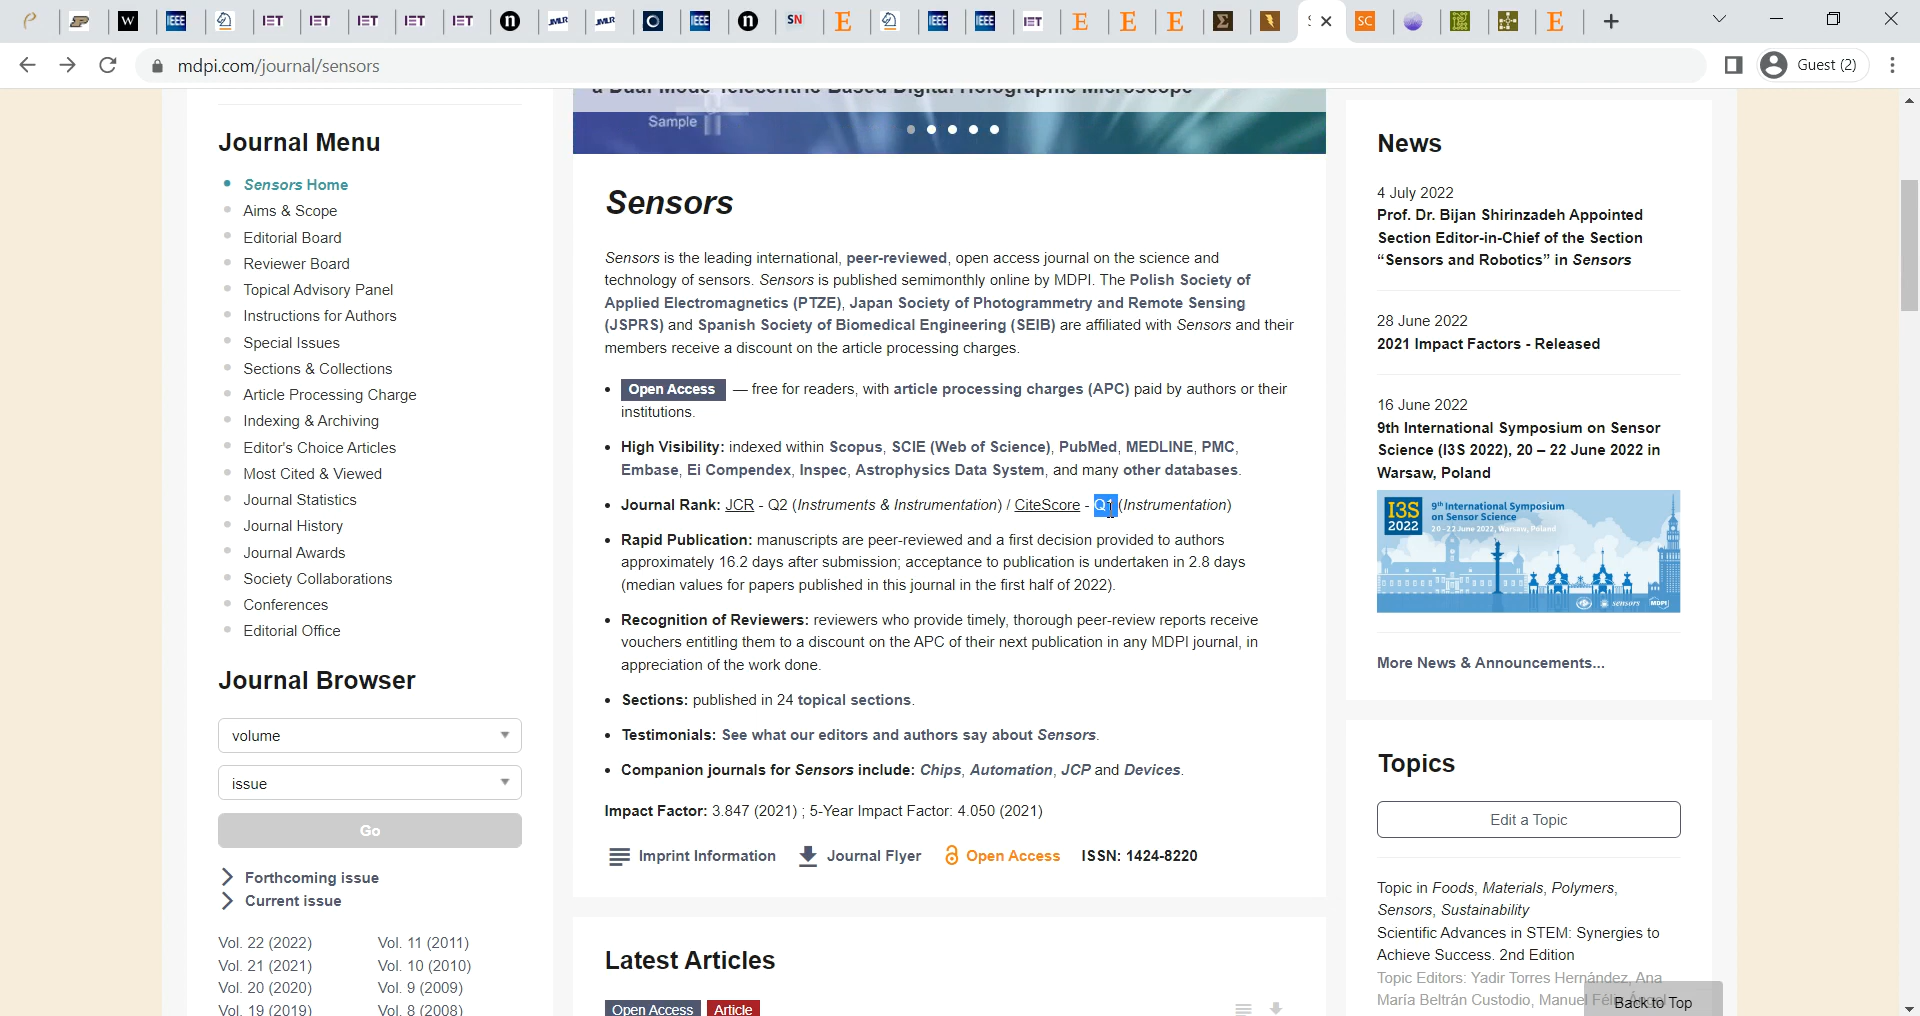 W
IEEE
IET
IET
IET
IET
IET
n
JMLR
JMLR
IEEE
n
SN
E
IEEE
IEEE
IET
E
E
E
Σ
SC
E
mdpi.com/journal/sensors
Guest (2)
Journal Menu
Sensors Home
Aims & Scope
Editorial Board
Reviewer Board
Topical Advisory Panel
Instructions for Authors
Special Issues
Sections & Collections
Article Processing Charge
Indexing & Archiving
Editor's Choice Articles
Most Cited & Viewed
Journal Statistics
Journal History
Journal Awards
Society Collaborations
Conferences
Editorial Office
Journal Browser
volume
issue
Go
Forthcoming issue
Current issue
Vol. 22 (2022) Vol. 11 (2011)
Vol. 21 (2021) Vol. 10 (2010)
Vol. 20 (2020) Vol. 9 (2009)
Vol. 19 (2019) Vol. 8 (2008)
a Dual-Mode Telecentric-Based Digital Holographic Microscope
Sample
Sensors
Sensors is the leading international, peer-reviewed, open access journal on the science and
technology of sensors. Sensors is published semimonthly online by MDPI. The Polish Society of
Applied Electromagnetics (PTZE), Japan Society of Photogrammetry and Remote Sensing
(JSPRS) and Spanish Society of Biomedical Engineering (SEIB) are affiliated with Sensors and their
members receive a discount on the article processing charges.
Open Access — free for readers, with article processing charges (APC) paid by authors or their
institutions.
High Visibility: indexed within Scopus, SCIE (Web of Science), PubMed, MEDLINE, PMC,
Embase, Ei Compendex, Inspec, Astrophysics Data System, and many other databases.
Journal Rank: JCR - Q2 (Instruments & Instrumentation) / CiteScore - Q1 (Instrumentation)
Rapid Publication: manuscripts are peer-reviewed and a first decision provided to authors
approximately 16.2 days after submission; acceptance to publication is undertaken in 2.8 days
(median values for papers published in this journal in the first half of 2022).
Recognition of Reviewers: reviewers who provide timely, thorough peer-review reports receive
vouchers entitling them to a discount on the APC of their next publication in any MDPI journal, in
appreciation of the work done.
Sections: published in 24 topical sections.
Testimonials: See what our editors and authors say about Sensors.
Companion journals for Sensors include: Chips, Automation, JCP and Devices.
Impact Factor: 3.847 (2021) ; 5-Year Impact Factor: 4.050 (2021)
Imprint Information Journal Flyer Open Access ISSN: 1424-8220
Latest Articles
Open Access Article
News
4 July 2022
Prof. Dr. Bijan Shirinzadeh Appointed
Section Editor-in-Chief of the Section
“Sensors and Robotics” in Sensors
28 June 2022
2021 Impact Factors - Released
16 June 2022
9th International Symposium on Sensor
Science (I3S 2022), 20 – 22 June 2022 in
Warsaw, Poland
I3S
2022
9th International Symposium
on Sensor Science
20-22 June 2022, Warsaw, Poland
sensors MDPI
More News & Announcements...
Topics
Edit a Topic
Topic in Foods, Materials, Polymers,
Sensors, Sustainability
Scientific Advances in STEM: Synergies to
Achieve Success. 2nd Edition
Topic Editors: Yadir Torres Hernández, Ana
María Beltrán Custodio, Manuel Félix Ángel
Back to Top